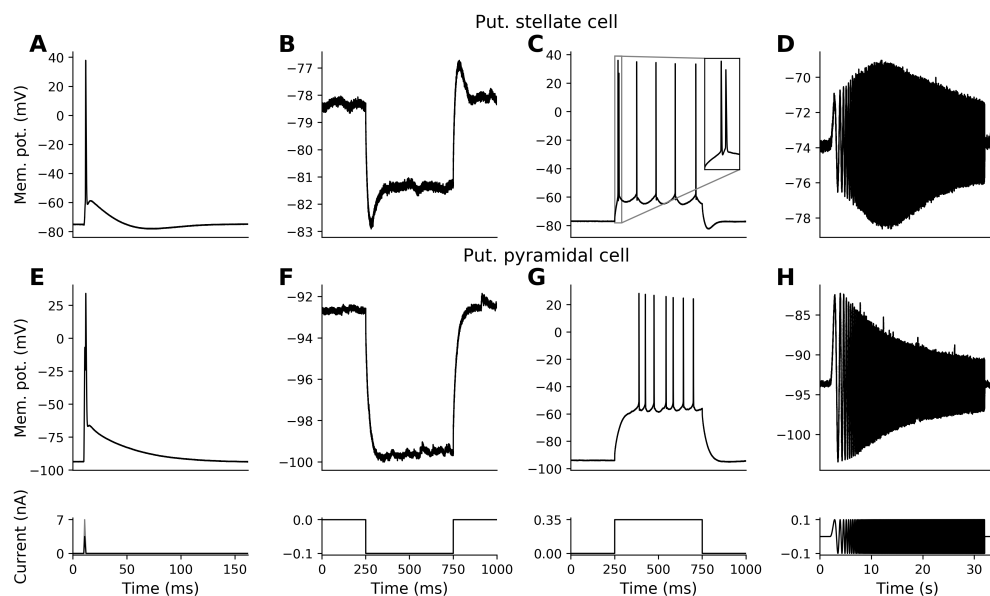 Put. stellate cell
A
B
C
D
Mem. pot. (mV)
40
20
0
−20
−40
−60
−80
−77
−78
−79
−80
−81
−82
−83
40
20
0
−20
−40
−60
−80
−70
−72
−74
−76
−78
Put. pyramidal cell
E
F
G
H
Mem. pot. (mV)
25
0
−25
−50
−75
−100
−92
−94
−96
−98
−100
20
0
−20
−40
−60
−80
−100
−85
−90
−95
−100
Current (nA)
7
0
0.0
−0.1
0.35
0.00
0.1
−0.1
0 50 100 150
0 250 500 750 1000
0 250 500 750 1000
0 10 20 30
Time (ms)
Time (ms)
Time (ms)
Time (s)